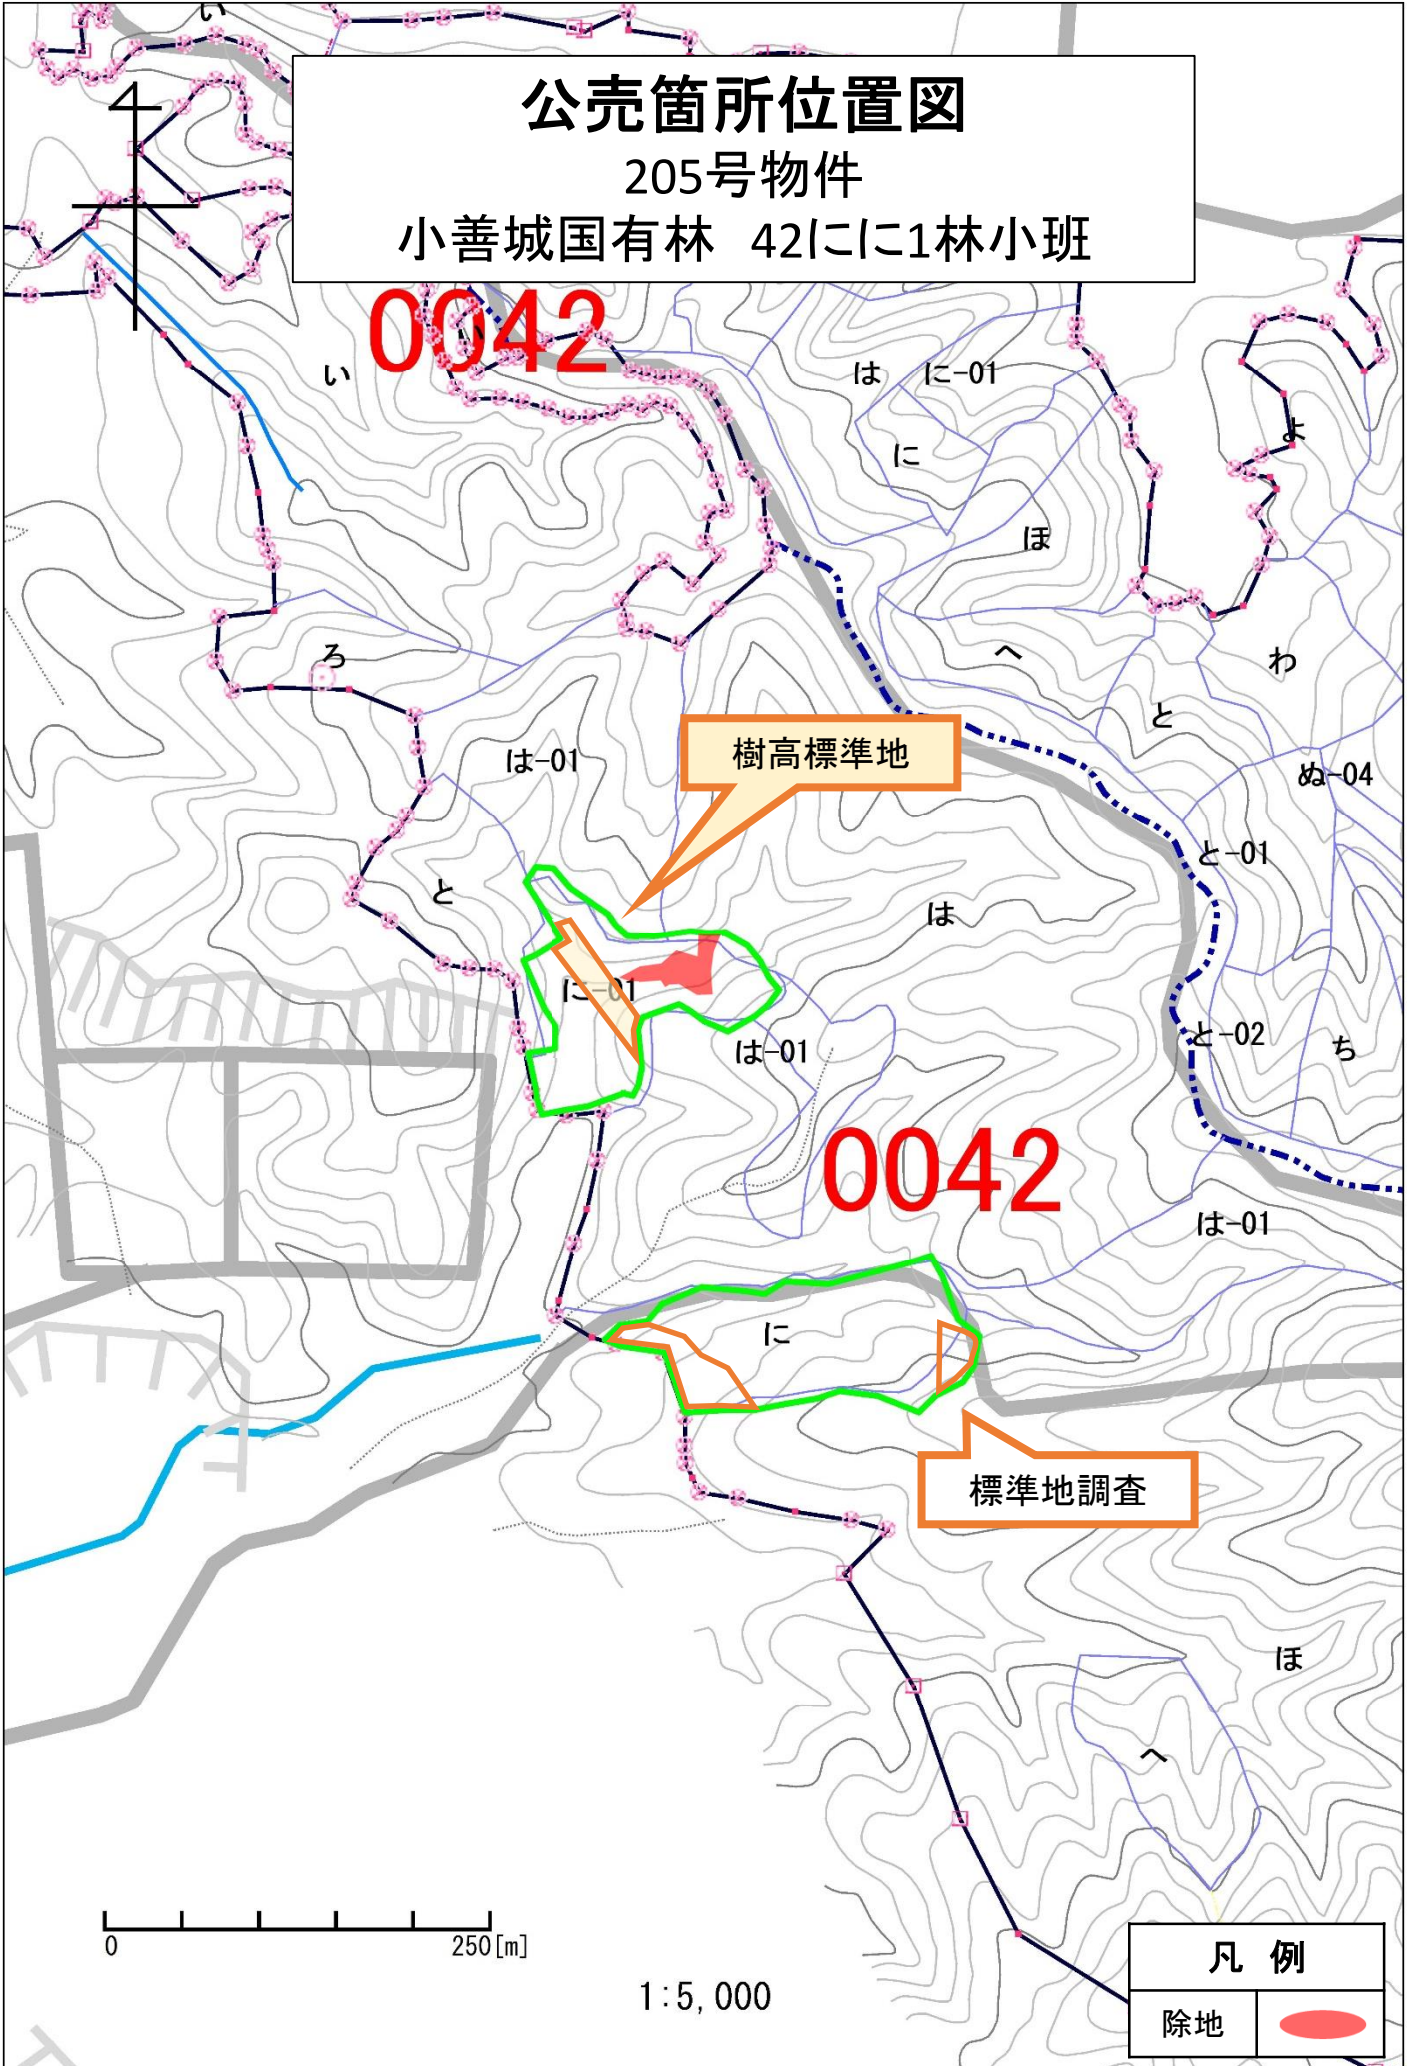 い
公売箇所位置図
205号物件
小善城国有林　42にに1林小班
0042
い
い
は　に-01
よ
に
ほ
ろ
へ
わ
と
は-01
樹高標準地
ぬ-04
と-01
と
は
に-01
は-01
と-02
ち
0042
は-01
に
標準地調査
ほ
へ
0
250[m]
1:5,000
凡 例
除地